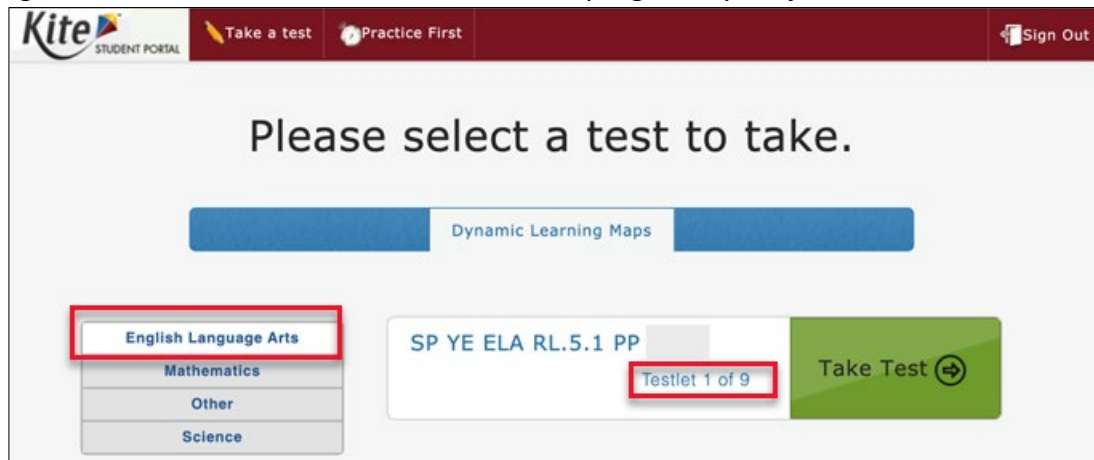 Kite STUDENT PORTAL
Take a test
Practice First
Sign Out
Please select a test to take.
Dynamic Learning Maps
English Language Arts
Mathematics
Other
Science
SP YE ELA RL.5.1 PP
Testlet 1 of 9
Take Test